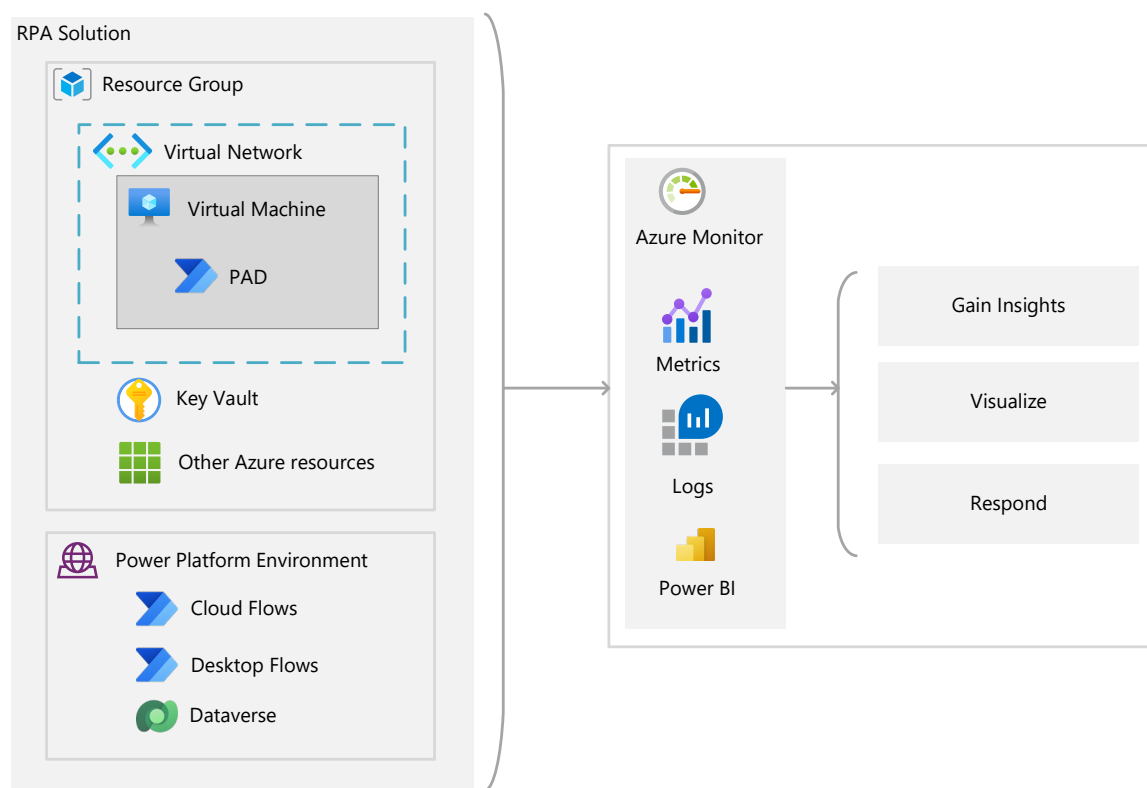 RPA Solution
Resource Group
Virtual Network
Virtual Machine
PAD
Key Vault
Other Azure resources
Power Platform Environment
Cloud Flows
Desktop Flows
Dataverse
Azure Monitor
Metrics
Logs
Power BI
Gain Insights
Visualize
Respond